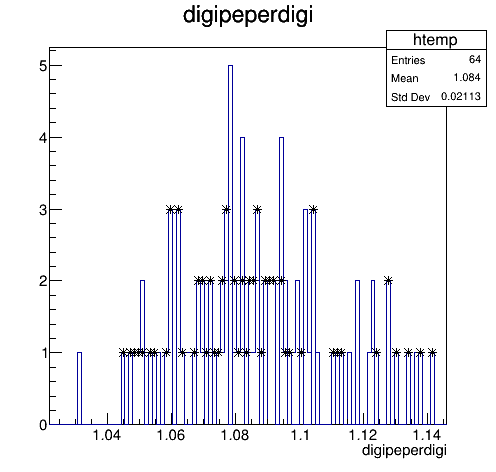 digipeperdigi
htemp
Entries 64
Mean 1.084
Std Dev 0.02113
5
4
3
2
1
0
1.04 1.06 1.08 1.1 1.12 1.14
digipeperdigi